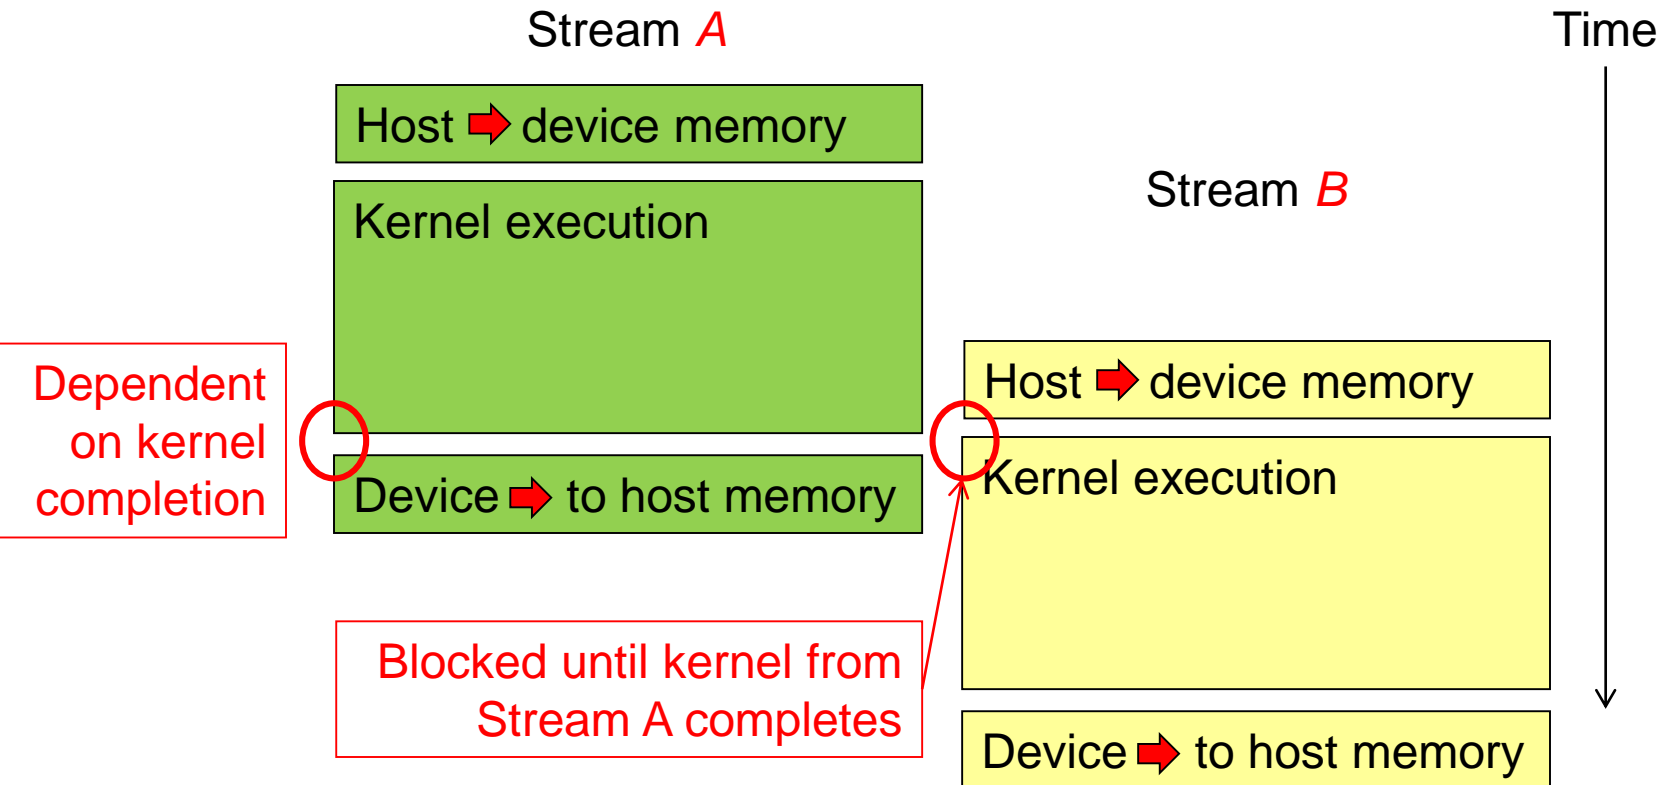 Stream A
Time
Host device memory
Stream B
Kernel execution
Dependent
on kernel
completion
Host device memory
Device to host memory
Kernel execution
Blocked until kernel from
Stream A completes
Device to host memory